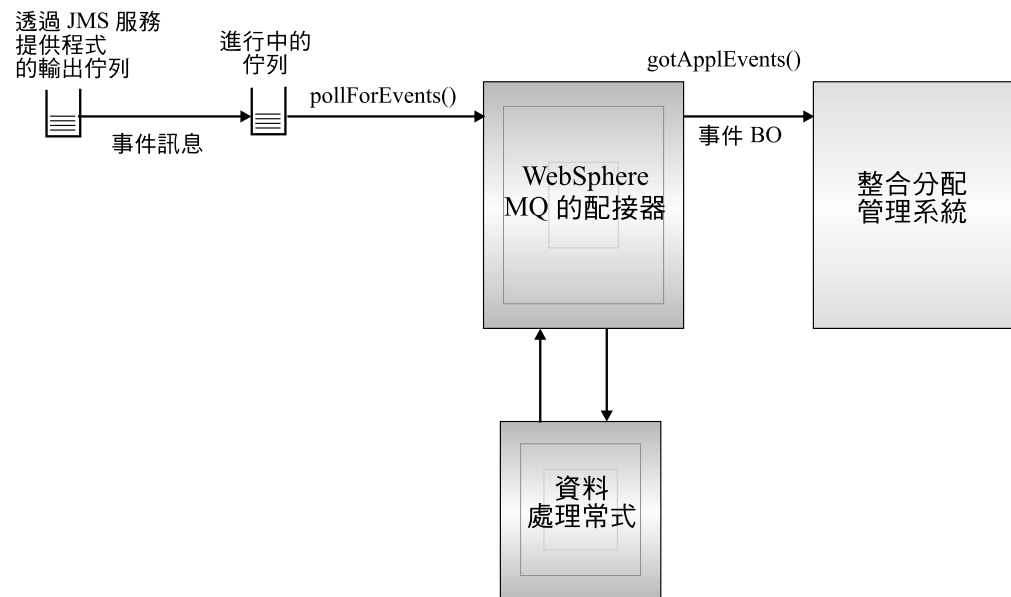 透過 JMS 服務
提供程式
的輸出佇列
進行中的
佇列
事件訊息
pollForEvents()
WebSphere
MQ 的配接器
gotApplEvents()
事件 BO
整合分配
管理系統
資料
處理常式